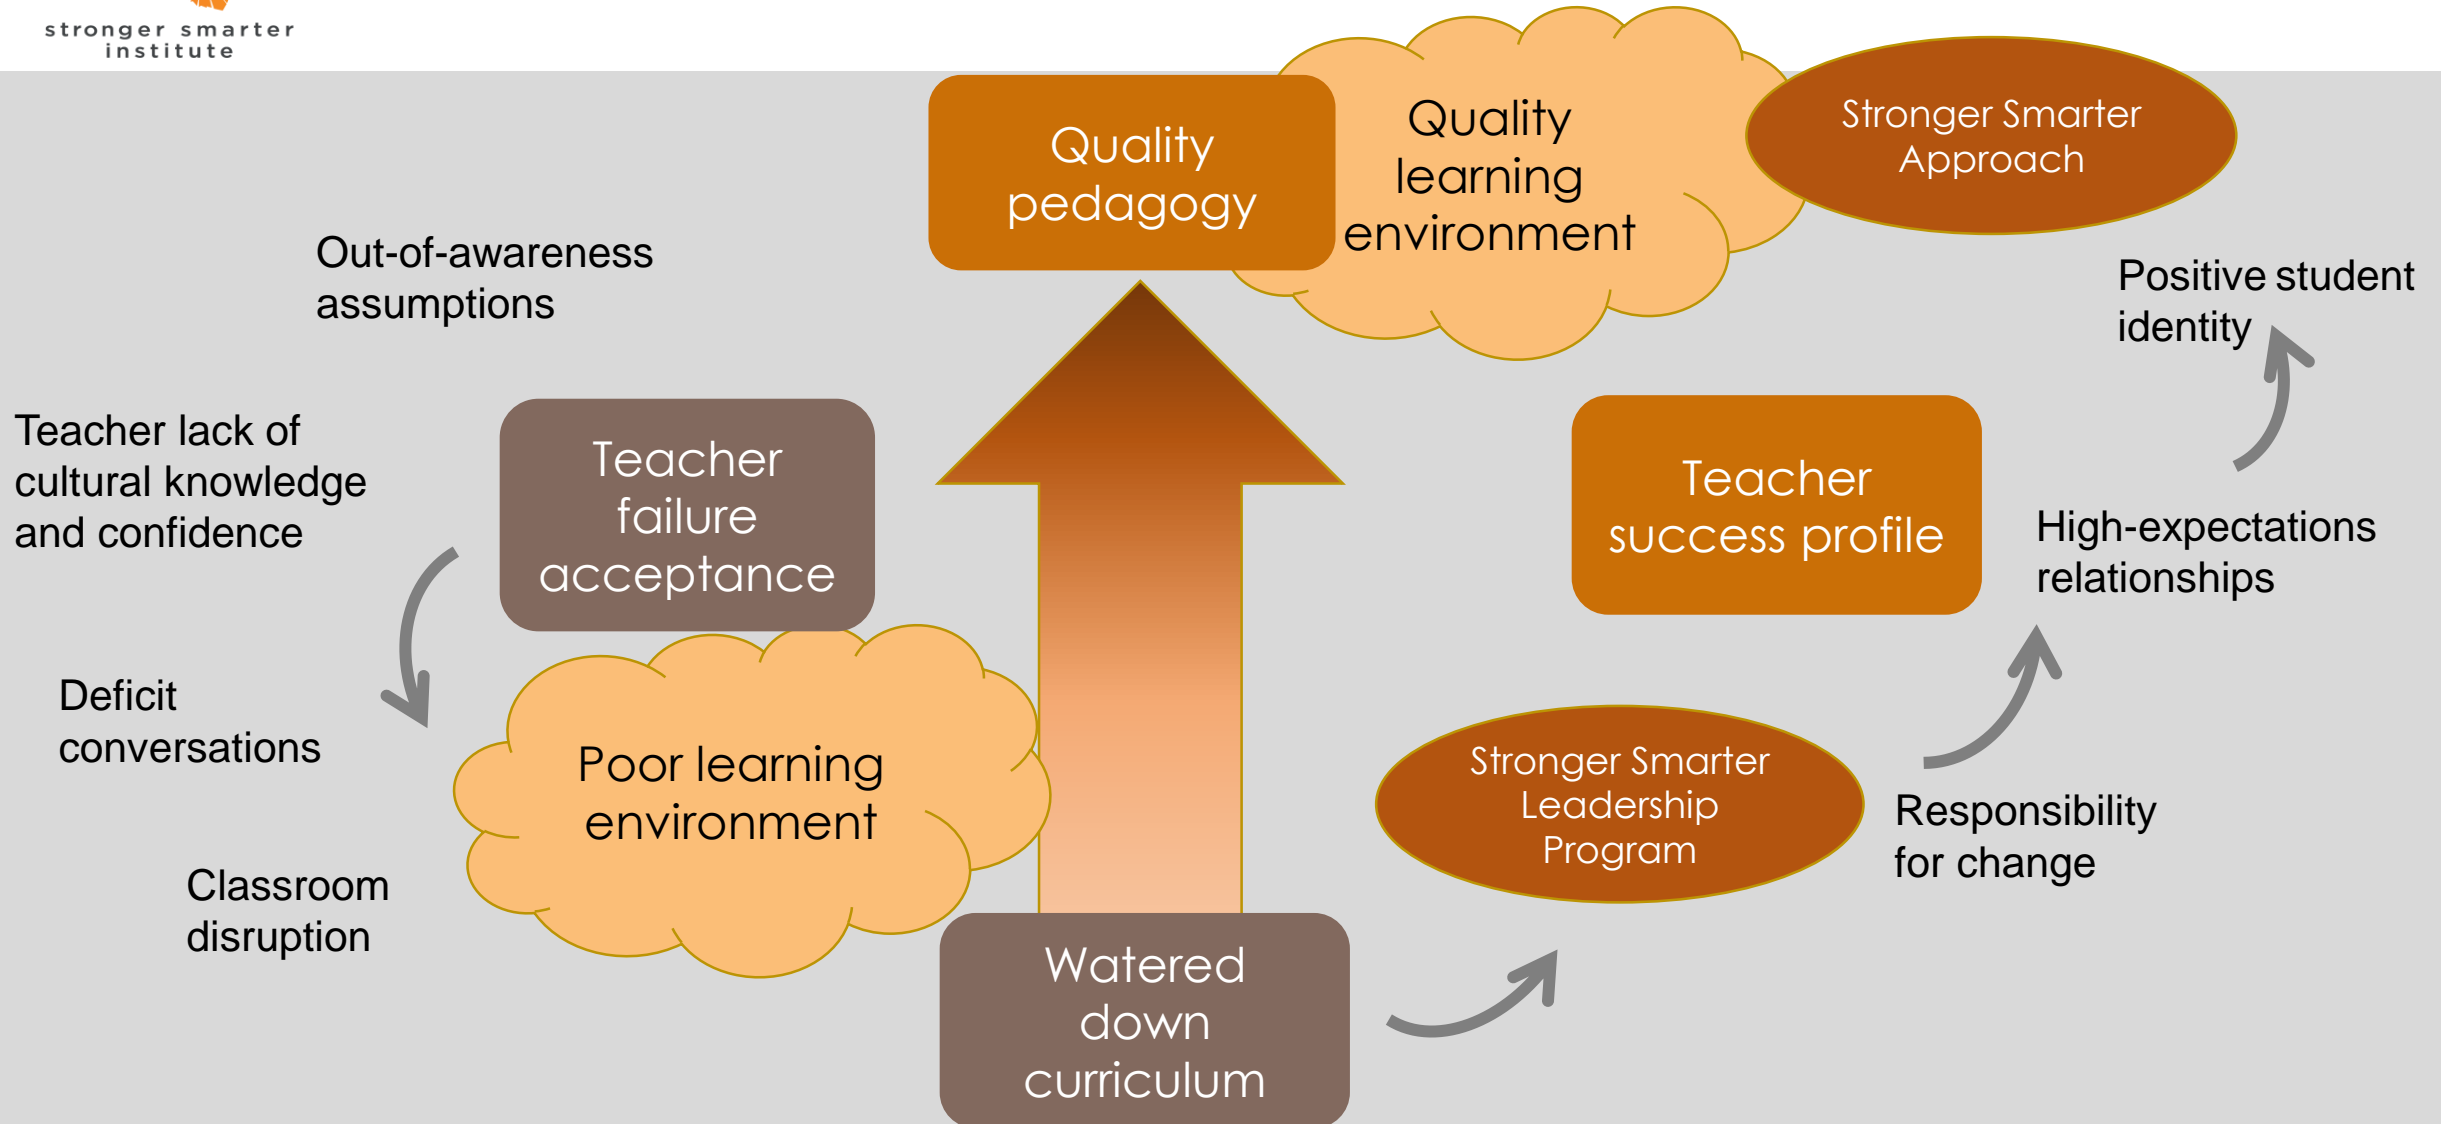 stronger smarter
institute
Quality
pedagogy
Quality
learning
environment
Stronger Smarter
Approach
Out-of-awareness
assumptions
Positive student
identity
Teacher lack of
cultural knowledge
and confidence
Teacher
failure
acceptance
Teacher
success profile
High-expectations
relationships
Deficit
conversations
Poor learning
environment
Stronger Smarter
Leadership
Program
Responsibility
for change
Classroom
disruption
Watered
down
curriculum